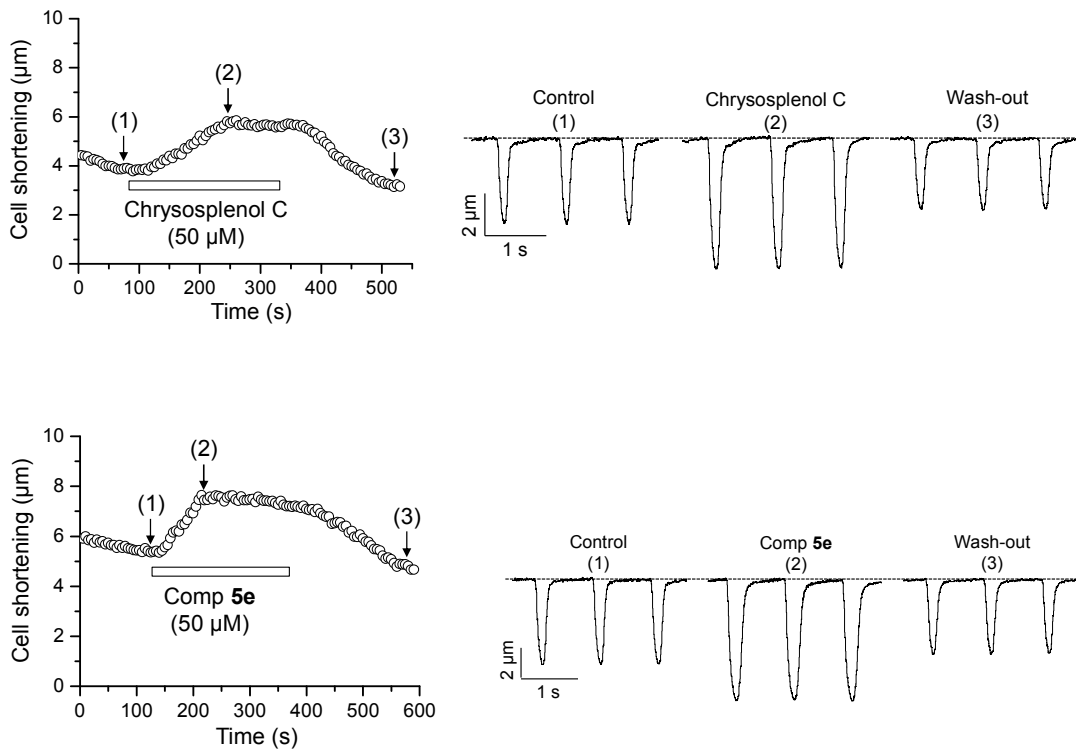 Cell shortening (µm)
10
8
6
4
2
0
(1)
(2)
(3)
Chrysosplenol C
(50 µM)
0 100 200 300 400 500
Time (s)
Control
(1)
Chrysosplenol C
(2)
Wash-out
(3)
2 µm
1 s
Cell shortening (µm)
10
8
6
4
2
0
(1)
(2)
(3)
Comp 5e
(50 µM)
0 100 200 300 400 500 600
Time (s)
Control
(1)
Comp 5e
(2)
Wash-out
(3)
2 µm
1 s